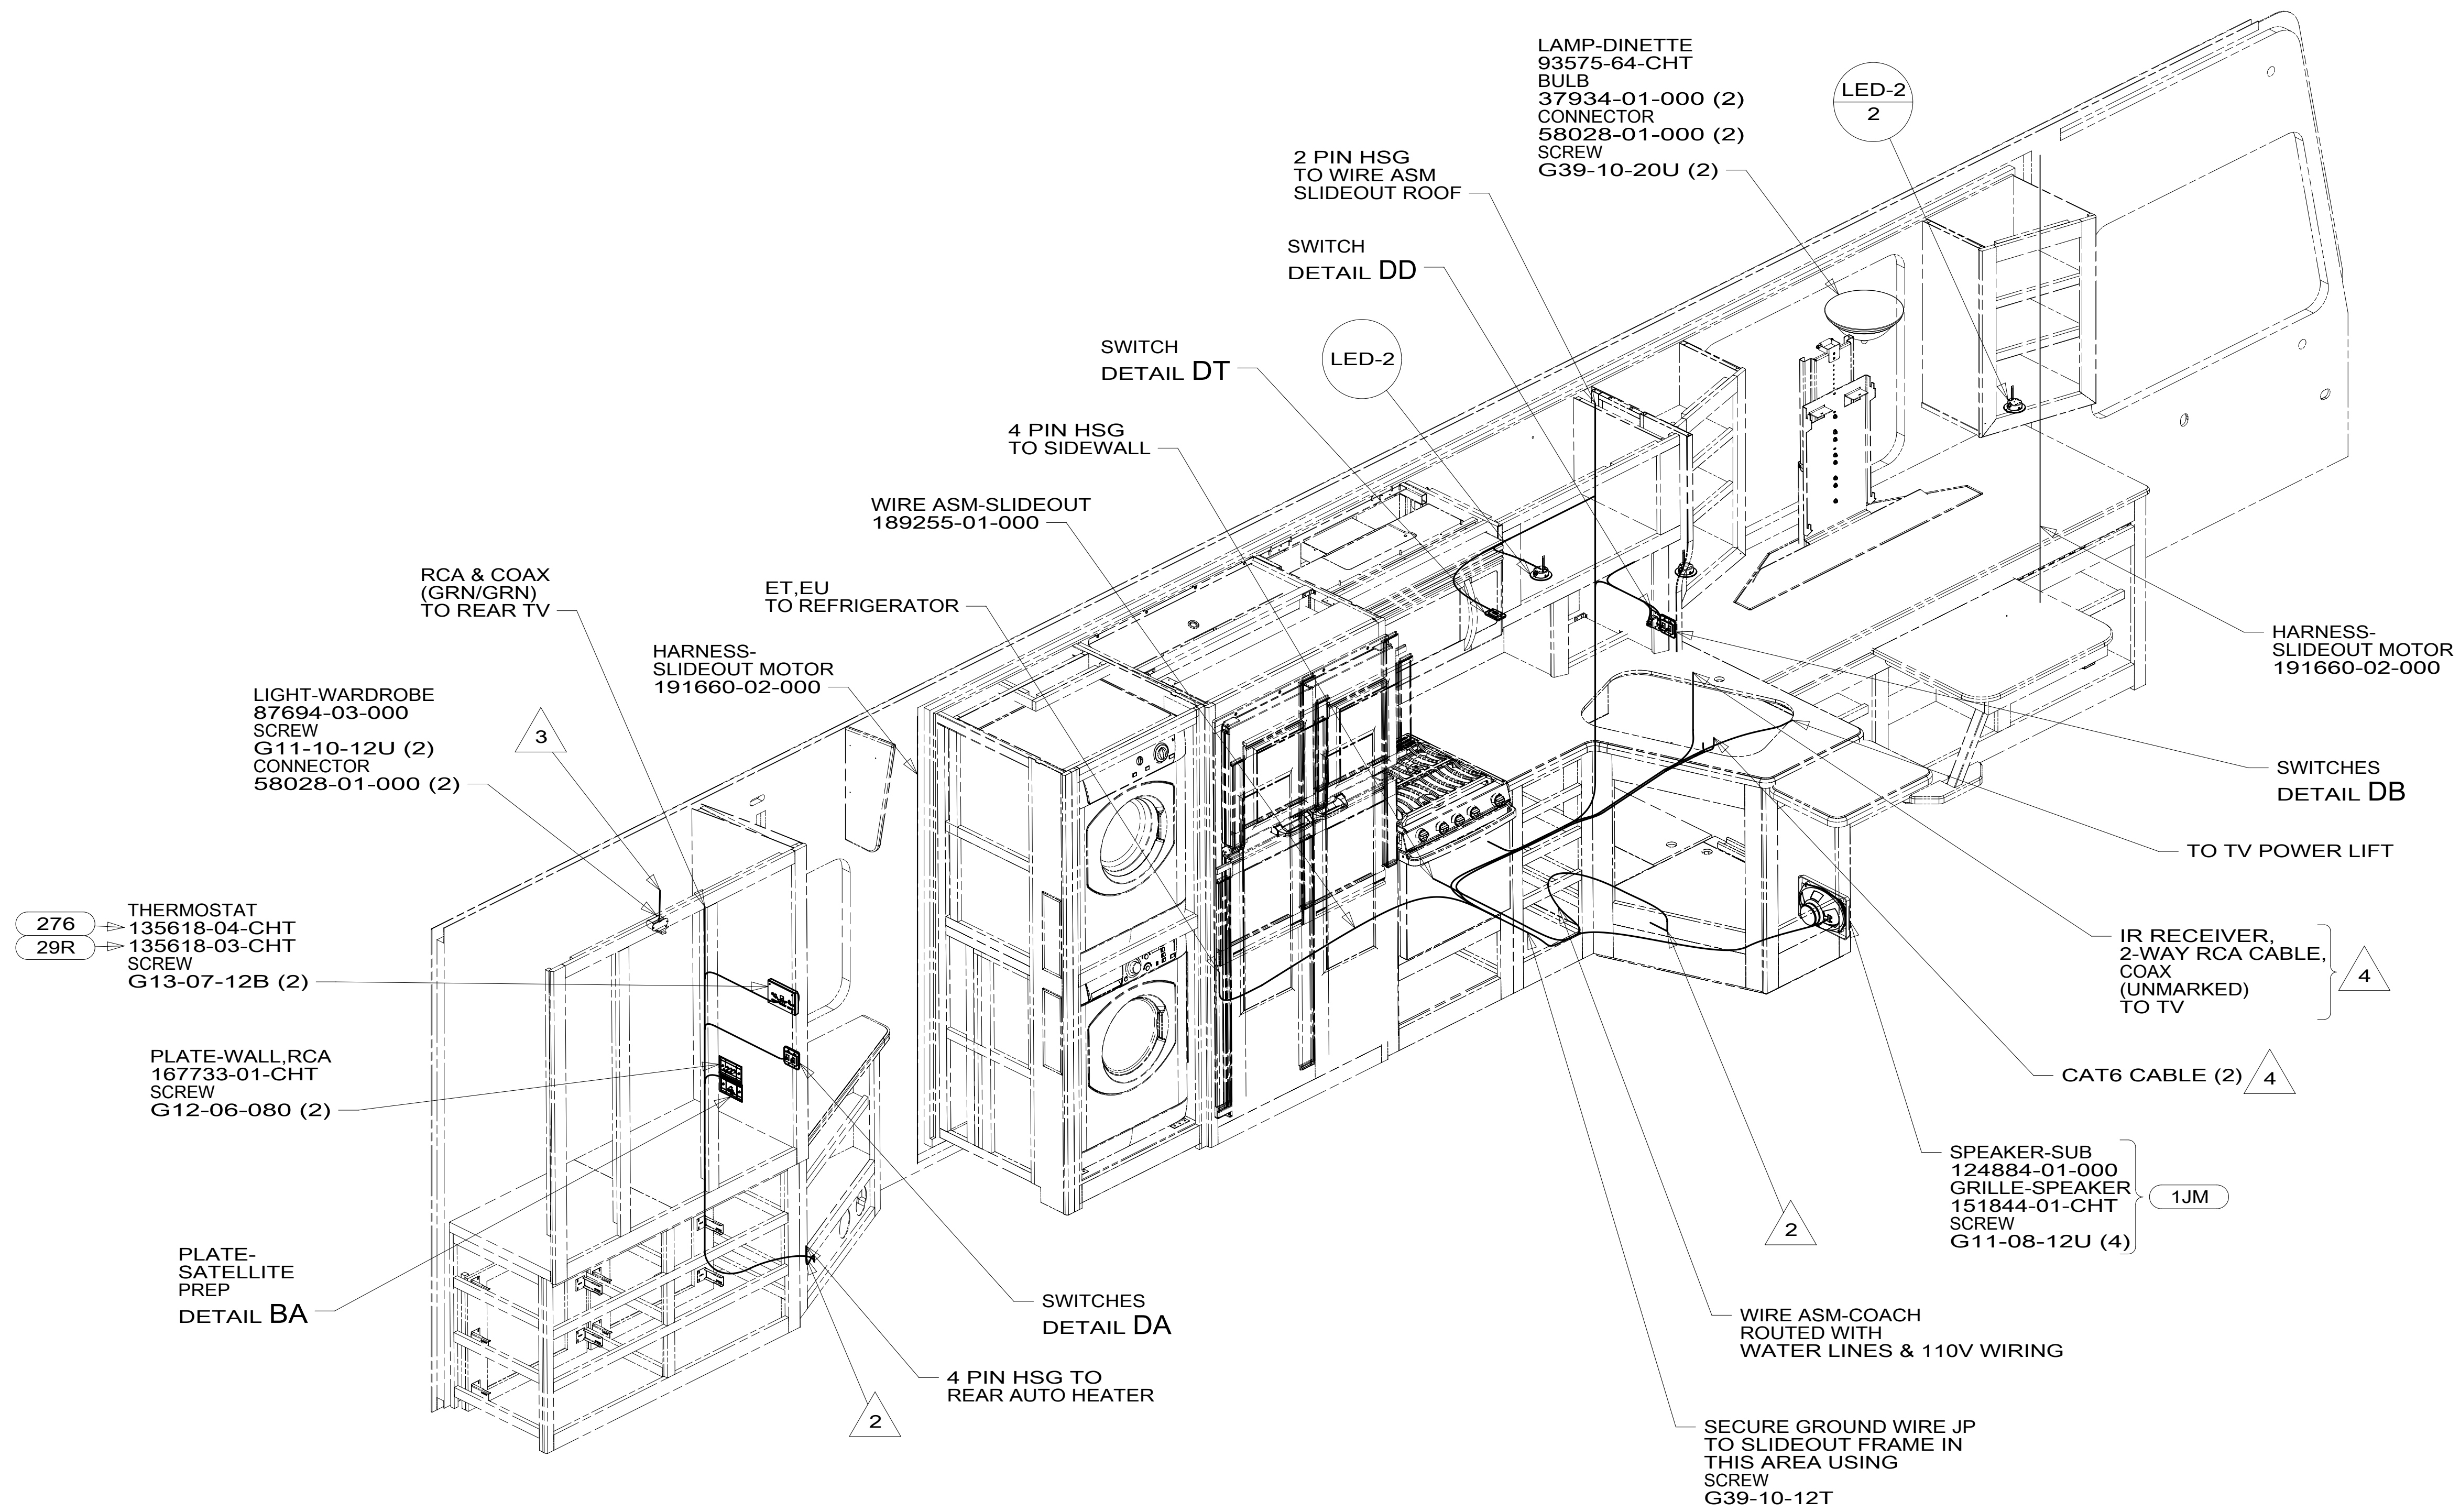 LAMP-DINETTE
93575-64-CHT
BULB
37934-01-000 (2)
CONNECTOR
58028-01-000 (2)
SCREW
G39-10-20U (2)
LED-2
2
2 PIN HSG
TO WIRE ASM
SLIDEOUT ROOF
SWITCH
DETAIL DD
SWITCH
DETAIL DT
LED-2
4 PIN HSG
TO SIDEWALL
WIRE ASM-SLIDEOUT
189255-01-000
RCA & COAX
(GRN/GRN)
TO REAR TV
ET,EU
TO REFRIGERATOR
HARNESS-
SLIDEOUT MOTOR
191660-02-000
HARNESS-
SLIDEOUT MOTOR
191660-02-000
LIGHT-WARDROBE
87694-03-000
SCREW
G11-10-12U (2)
CONNECTOR
58028-01-000 (2)
3
SWITCHES
DETAIL DB
TO TV POWER LIFT
276
29R
THERMOSTAT
135618-04-CHT
135618-03-CHT
SCREW
G13-07-12B (2)
IR RECEIVER,
2-WAY RCA CABLE,
COAX
(UNMARKED)
TO TV
4
PLATE-WALL,RCA
167733-01-CHT
SCREW
G12-06-080 (2)
CAT6 CABLE (2)
4
SPEAKER-SUB
124884-01-000
GRILLE-SPEAKER
151844-01-CHT
SCREW
G11-08-12U (4)
1JM
2
PLATE-
SATELLITE
PREP
DETAIL BA
SWITCHES
DETAIL DA
WIRE ASM-COACH
ROUTED WITH
WATER LINES & 110V WIRING
4 PIN HSG TO
REAR AUTO HEATER
2
SECURE GROUND WIRE JP
TO SLIDEOUT FRAME IN
THIS AREA USING
SCREW
G39-10-12T